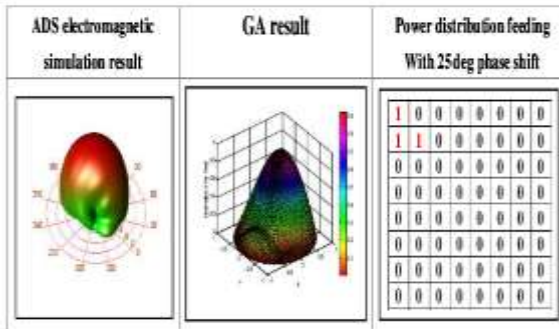 ADS electromagnetic
simulation result
GA result
Power distribution feeding
With 25deg phase shift
1 0 0 0 0 0 0 0
1 1 0 0 0 0 0 0
0 0 0 0 0 0 0 0
0 0 0 0 0 0 0 0
0 0 0 0 0 0 0 0
0 0 0 0 0 0 0 0
0 0 0 0 0 0 0 0
0 0 0 0 0 0 0 0